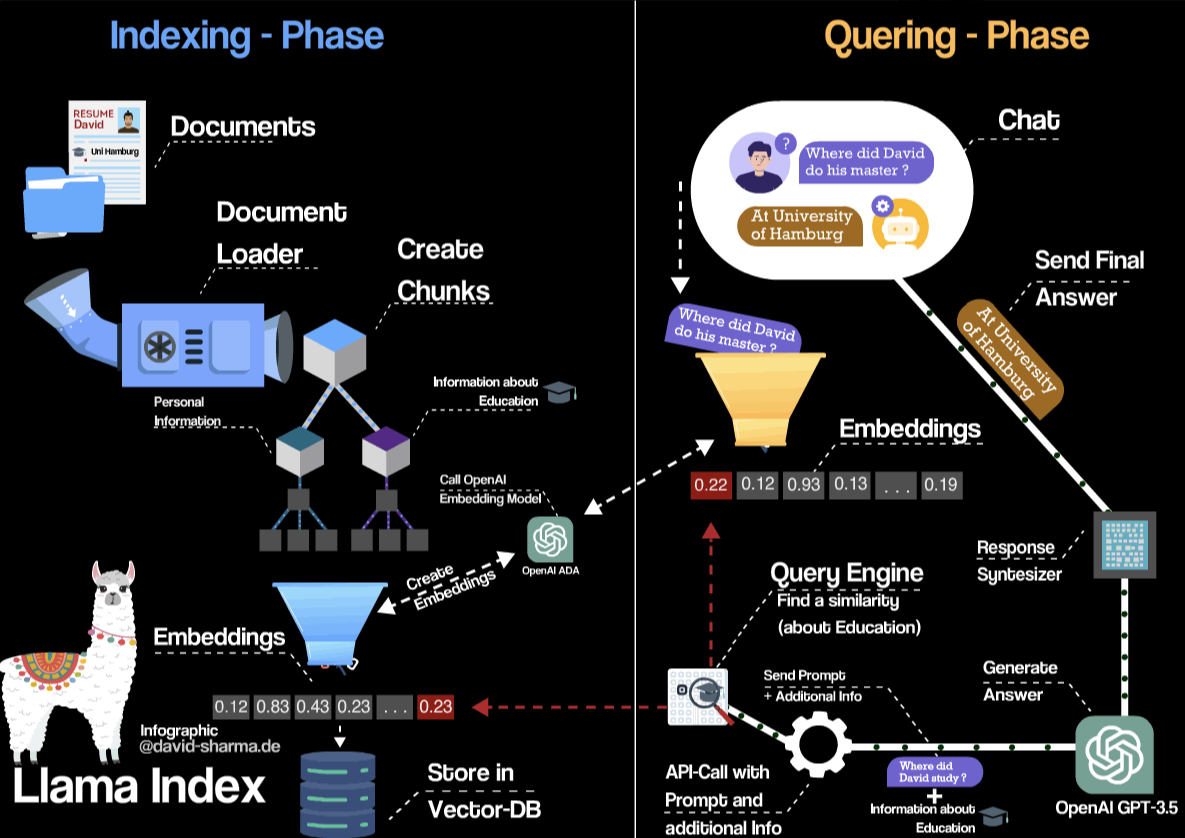 Indexing - Phase
RESUME
David
Uni Hamburg
Documents
Document
Loader
Create
Chunks
Personal
Information
Information about
Education
Call OpenAI
Embedding Model
OpenAI ADA
Create
Embeddings
Embeddings
0.12 0.83 0.43 0.23 . . . 0.23
Infographic
@david-sharma.de
Llama Index
Store in
Vector-DB
Quering - Phase
Chat
?
Where did David
do his master ?
At University
of Hamburg
Send Final
Answer
At University
of Hamburg
Where did David
do his master ?
Embeddings
0.22 0.12 0.93 0.13 . . . 0.19
Response
Syntesizer
Query Engine
Find a similarity
(about Education)
Send Prompt
+ Additonal Info
Generate
Answer
API-Call with
Prompt and
additional Info
Where did
David study ?
+
Information about
Education
OpenAI GPT-3.5